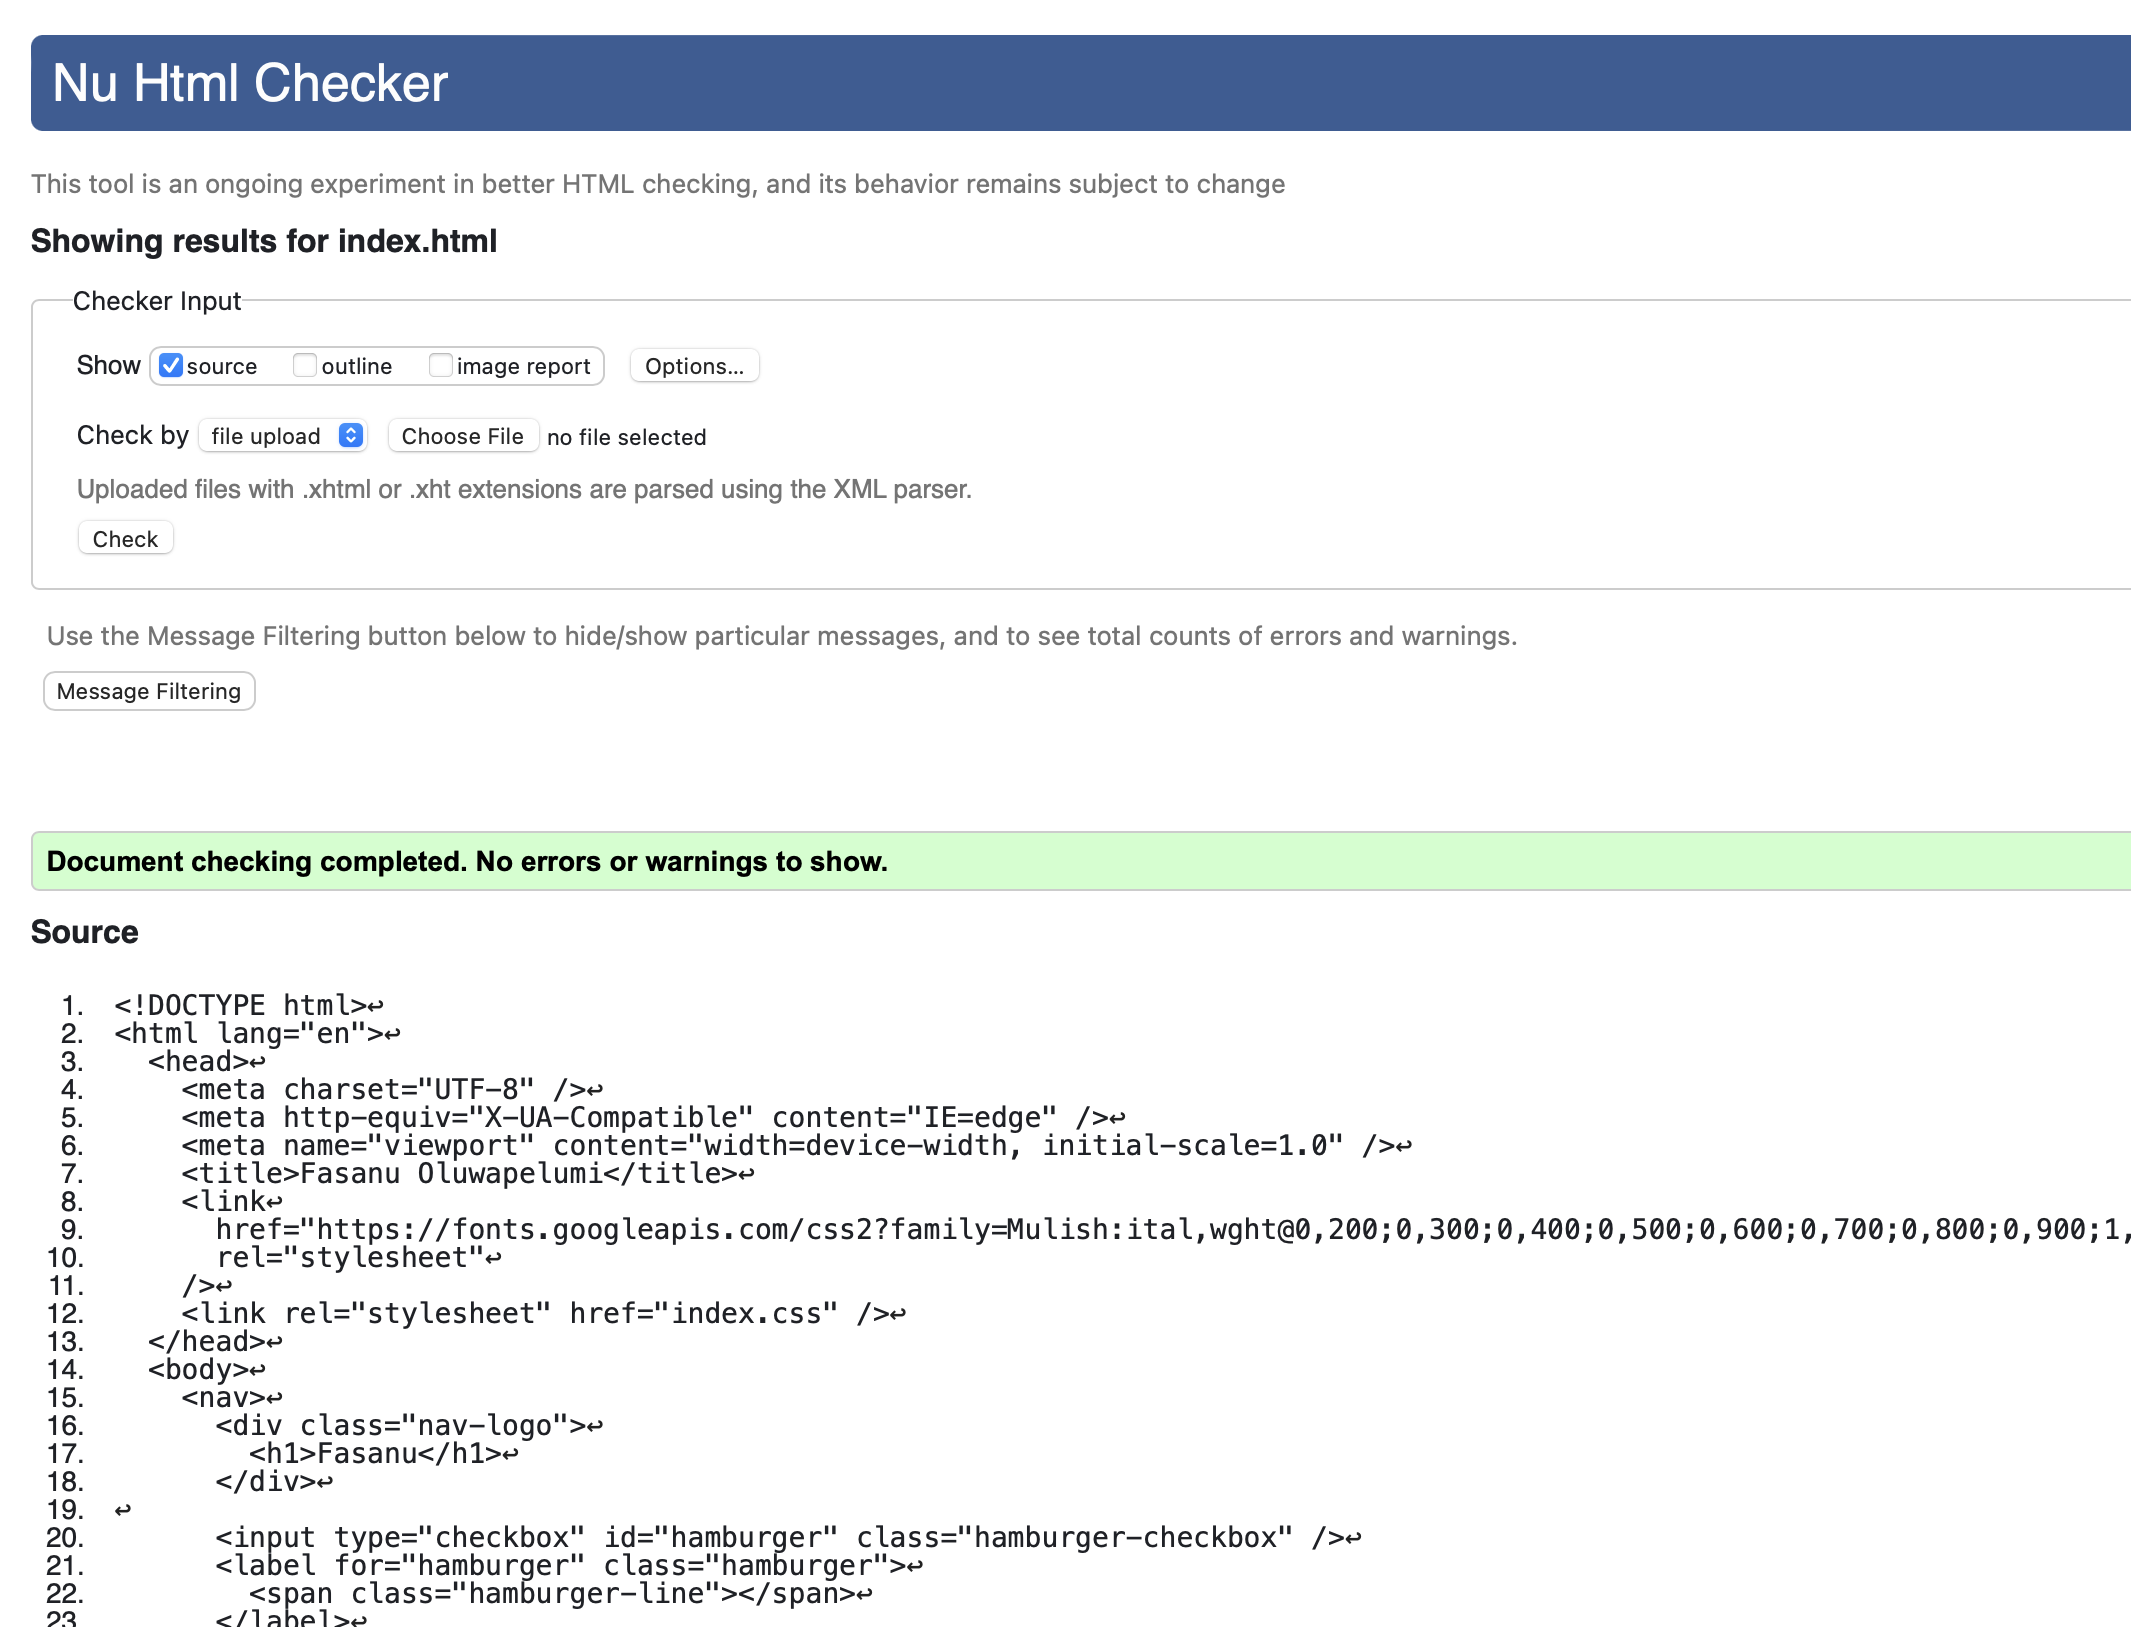 Nu Html Checker
This tool is an ongoing experiment in better HTML checking, and its behavior remains subject to change
Showing results for index.html
Checker Input
Show source outline image report Options...
Check by file upload Choose File no file selected
Uploaded files with .xhtml or .xht extensions are parsed using the XML parser.
Check
Use the Message Filtering button below to hide/show particular messages, and to see total counts of errors and warnings.
Message Filtering
Document checking completed. No errors or warnings to show.
Source
1. <!DOCTYPE html>↩
2. <html lang="en">↩
3. <head>↩
4. <meta charset="UTF-8" />↩
5. <meta http-equiv="X-UA-Compatible" content="IE=edge" />↩
6. <meta name="viewport" content="width=device-width, initial-scale=1.0" />↩
7. <title>Fasanu Oluwapelumi</title>↩
8. <link↩
9. href="https://fonts.googleapis.com/css2?family=Mulish:ital,wght@0,200;0,300;0,400;0,500;0,600;0,700;0,800;0,900;1,
10. rel="stylesheet"↩
11. />↩
12. <link rel="stylesheet" href="index.css" />↩
13. </head>↩
14. <body>↩
15. <nav>↩
16. <div class="nav-logo">↩
17. <h1>Fasanu</h1>↩
18. </div>↩
19. ↩
20. <input type="checkbox" id="hamburger" class="hamburger-checkbox" />↩
21. <label for="hamburger" class="hamburger">↩
22. <span class="hamburger-line"></span>↩
23. </label>↩